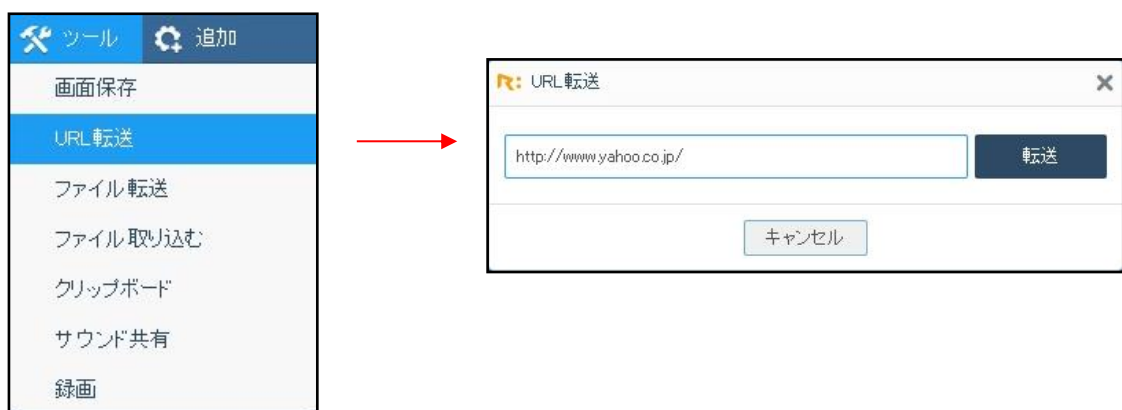 ツール 追加
画面保存
URL転送
ファイル転送
ファイル取り込む
クリップボード
サウンド共有
録画
R: URL転送
http://www.yahoo.co.jp/ 転送
キャンセル